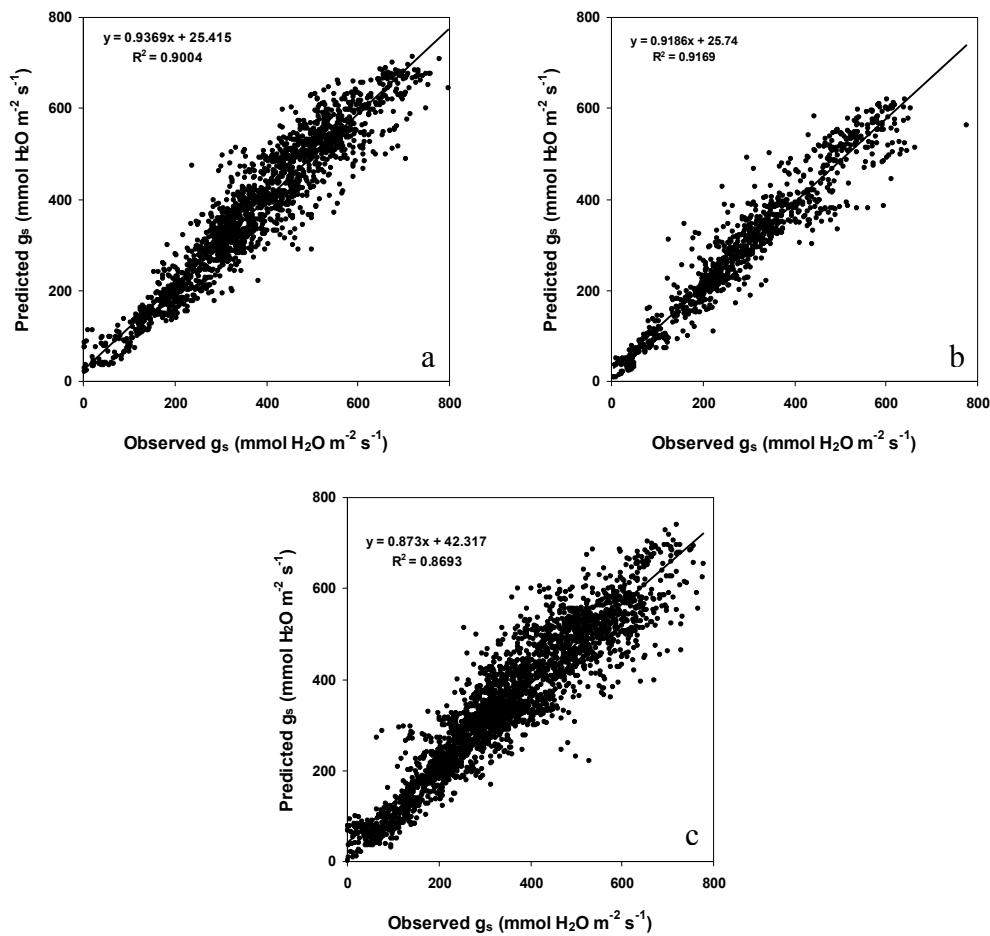 y = 0.9369x + 25.415
R² = 0.9004
Predicted gs (mmol H2O m-2 s-1)
800
600
400
200
0
a
0 200 400 600 800
Observed gs (mmol H2O m-2 s-1)
y = 0.9186x + 25.74
R² = 0.9169
Predicted gs (mmol H2O m-2 s-1)
800
600
400
200
0
b
0 200 400 600 800
Observed gs (mmol H2O m-2 s-1)
y = 0.873x + 42.317
R² = 0.8693
Predicted gs (mmol H2O m-2 s-1)
800
600
400
200
0
c
0 200 400 600 800
Observed gs (mmol H2O m-2 s-1)